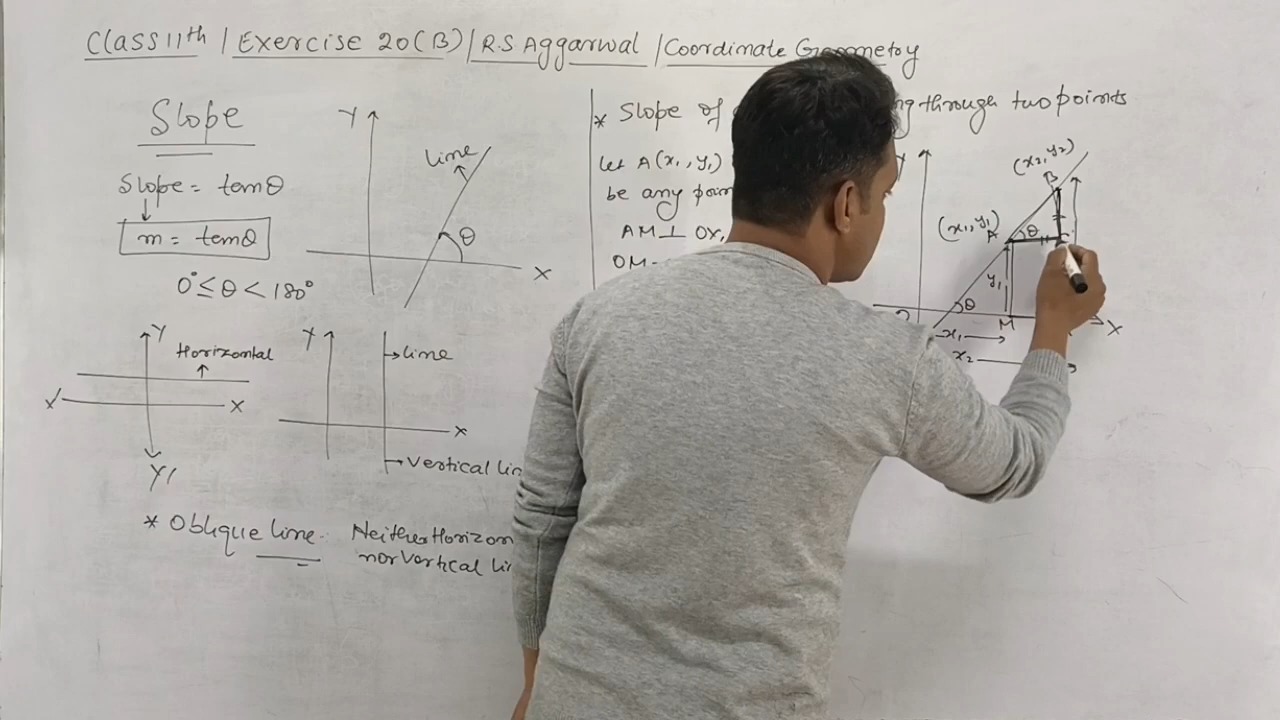 Class 11th / Exercise 20(B) / R.S Aggarwal / Coordinate Geometry
Slope
Slope = tanθ
m = tanθ
0° ≤ θ < 180°
Y
line
θ
X
Y
Horizontal
X
X'
Y'
Y
line
X
Vertical lin
* Oblique line- Neither Horizon
nor Vertical li
* Slope of
ng through two points
let A(x₁, y₁)
be any poin
AM ⊥ OX,
OM
Y
(x₂, y₂)
B
(x₁, y₁)
A
θ
y₁
θ
M
X
x₁
x₂